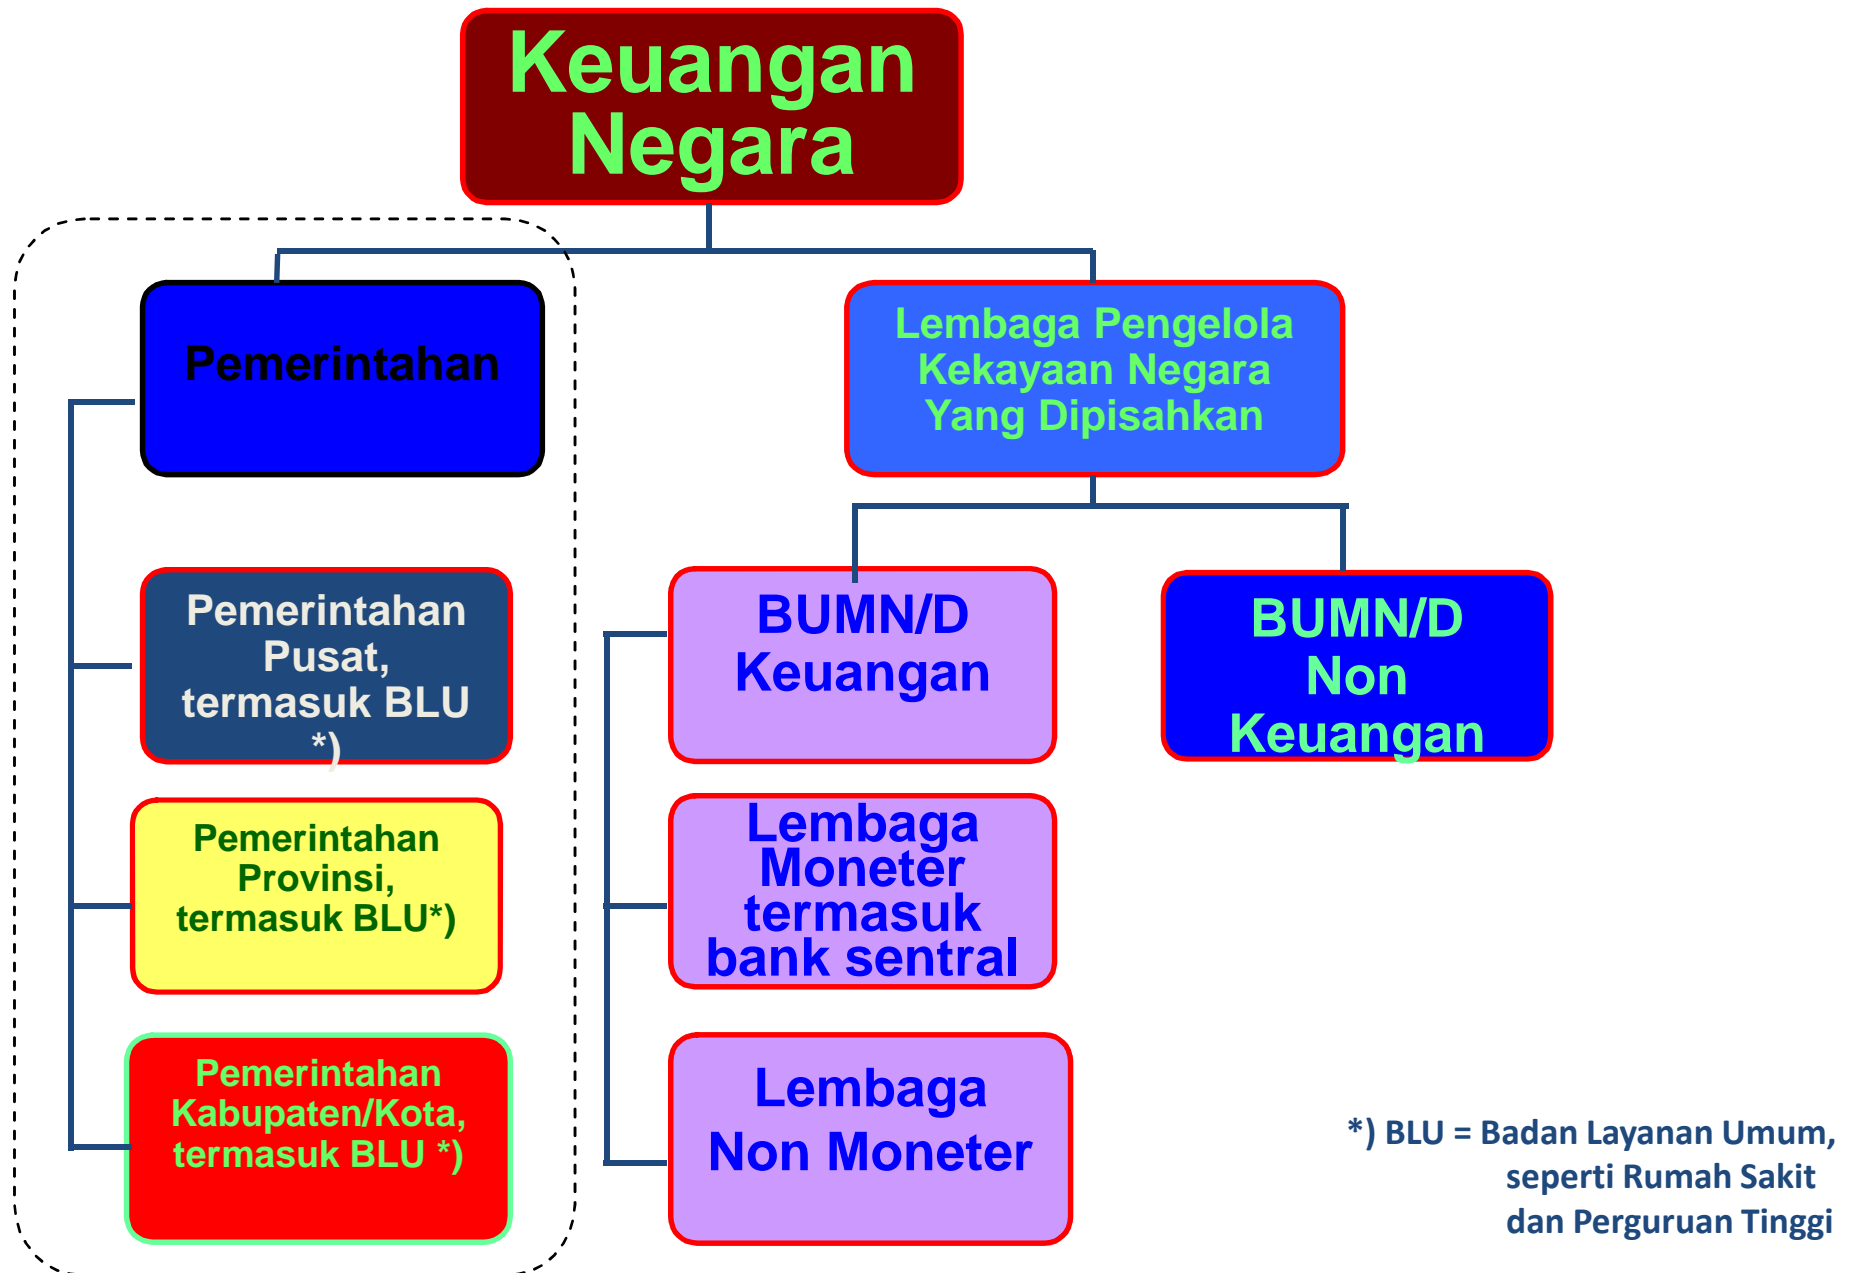 Keuangan
Negara
Pemerintahan
Lembaga Pengelola
Kekayaan Negara
Yang Dipisahkan
Pemerintahan
Pusat,
termasuk BLU
*)
BUMN/D
Keuangan
BUMN/D
Non
Keuangan
Pemerintahan
Provinsi,
termasuk BLU*)
Lembaga
Moneter
termasuk
bank sentral
Pemerintahan
Kabupaten/Kota,
termasuk BLU *)
Lembaga
Non Moneter
*) BLU = Badan Layanan Umum,
seperti Rumah Sakit
dan Perguruan Tinggi